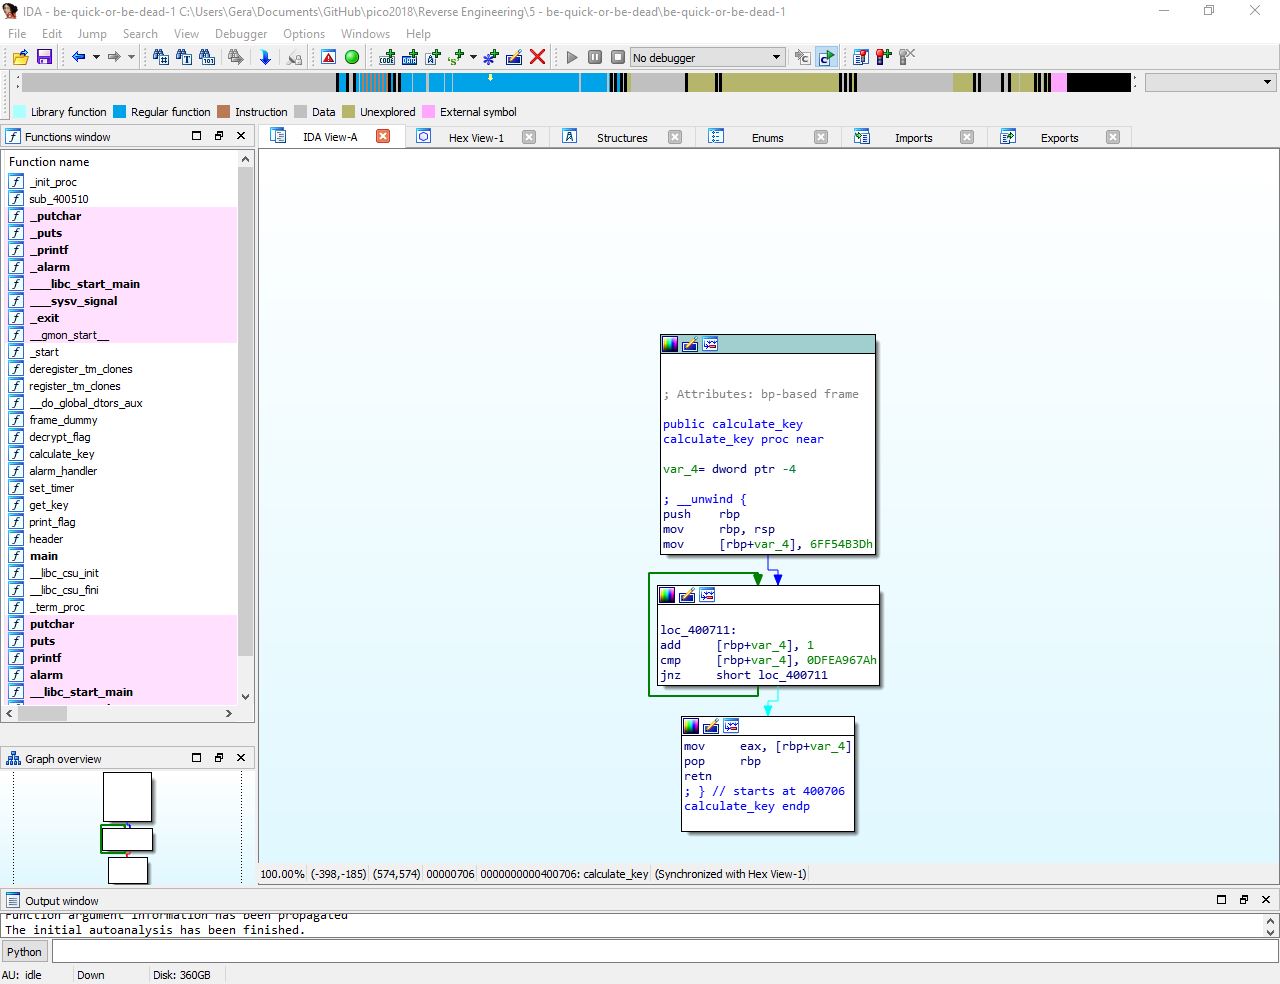 IDA - be-quick-or-be-dead-1 C:\Users\Gera\Documents\GitHub\pico2018\Reverse Engineering\5 - be-quick-or-be-dead\be-quick-or-be-dead-1
File Edit Jump Search View Debugger Options Windows Help
No debugger
Library function Regular function Instruction Data Unexplored External symbol
Functions window
IDA View-A Hex View-1 Structures Enums Imports Exports
Function name
_init_proc
sub_400510
_putchar
_puts
_printf
_alarm
___libc_start_main
___sysv_signal
_exit
__gmon_start__
_start
deregister_tm_clones
register_tm_clones
__do_global_dtors_aux
frame_dummy
decrypt_flag
calculate_key
alarm_handler
set_timer
get_key
print_flag
header
main
__libc_csu_init
__libc_csu_fini
_term_proc
putchar
puts
printf
alarm
__libc_start_main
; Attributes: bp-based frame
public calculate_key
calculate_key proc near
var_4= dword ptr -4
; __unwind {
push rbp
mov rbp, rsp
mov [rbp+var_4], 6FF54B3Dh
loc_400711:
add [rbp+var_4], 1
cmp [rbp+var_4], 0DFEA967Ah
jnz short loc_400711
mov eax, [rbp+var_4]
pop rbp
retn
; } // starts at 400706
calculate_key endp
Graph overview
100.00% (-398,-185) (574,574) 00000706 0000000000400706: calculate_key (Synchronized with Hex View-1)
Output window
Function argument information has been propagated
The initial autoanalysis has been finished.
Python
AU: idle Down Disk: 360GB